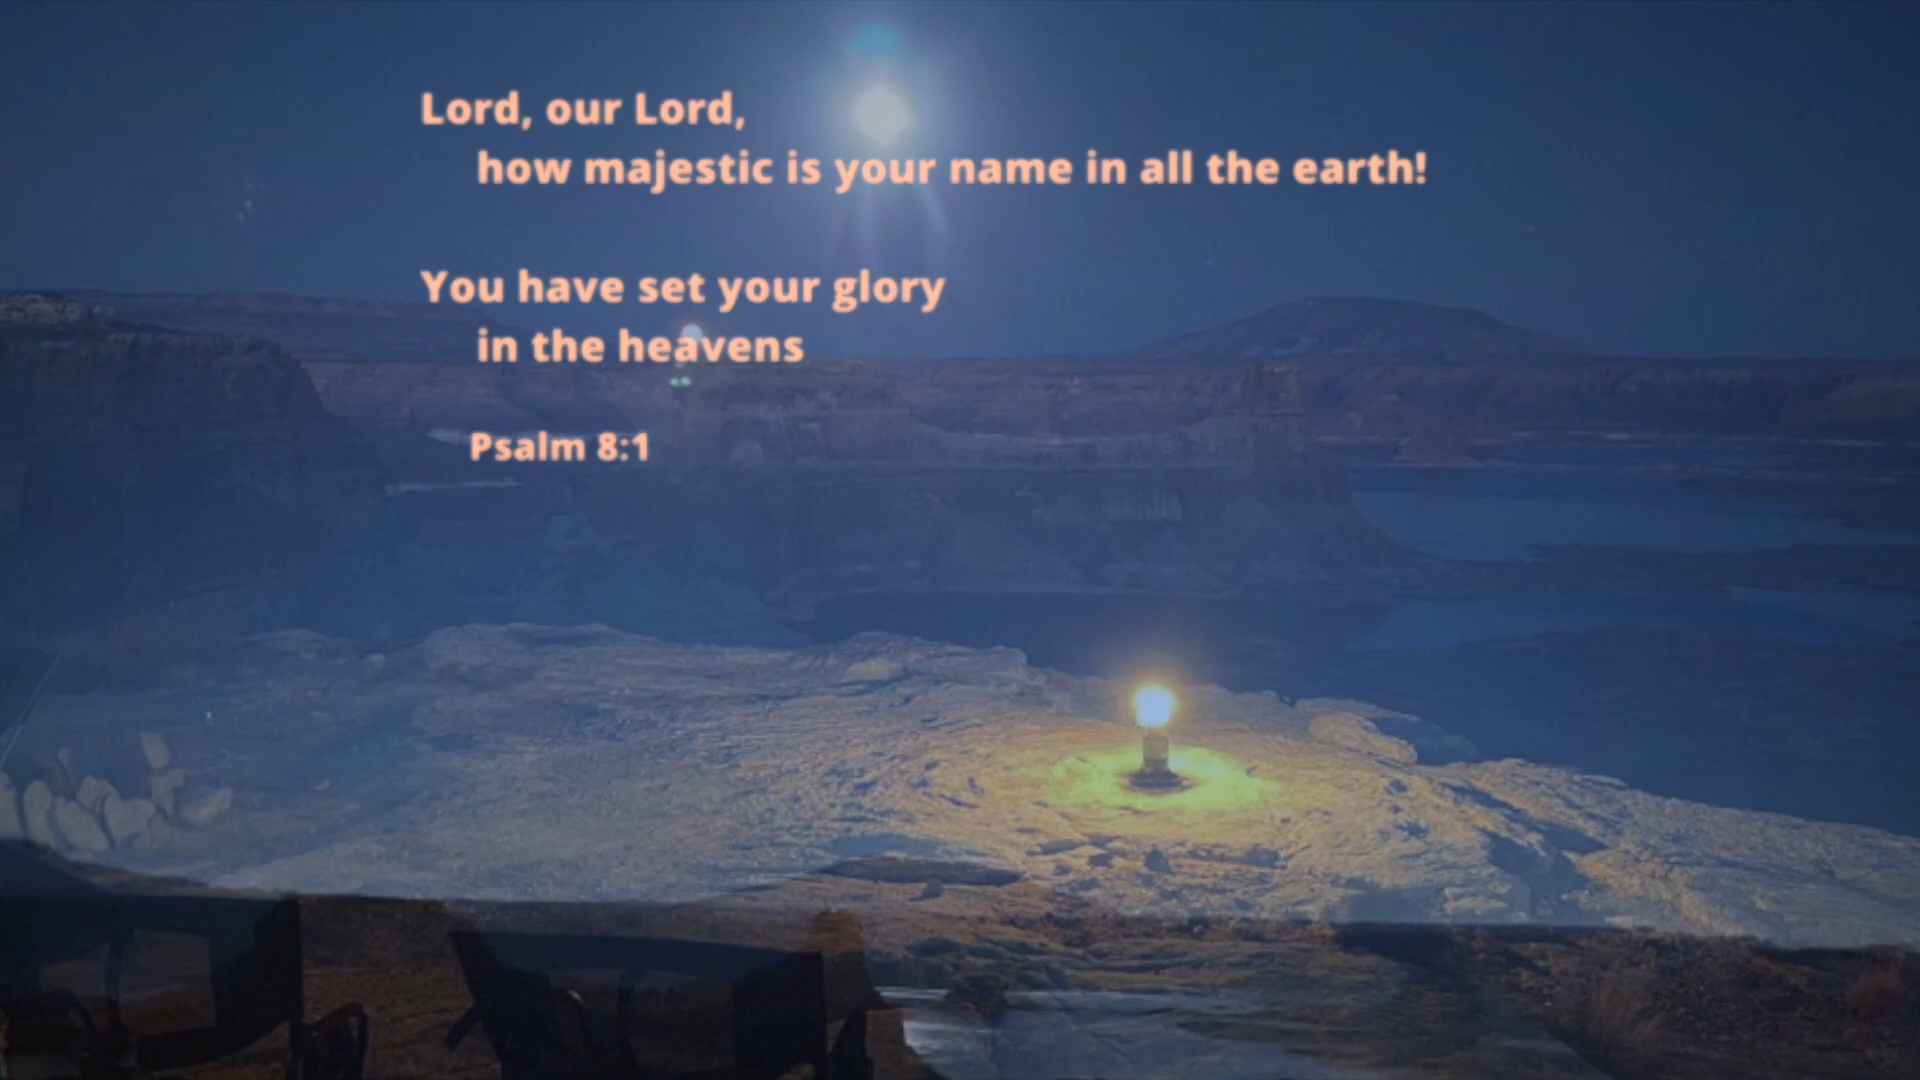 Lord, our Lord,
how majestic is your name in all the earth!
You have set your glory
in the heavens
Psalm 8:1